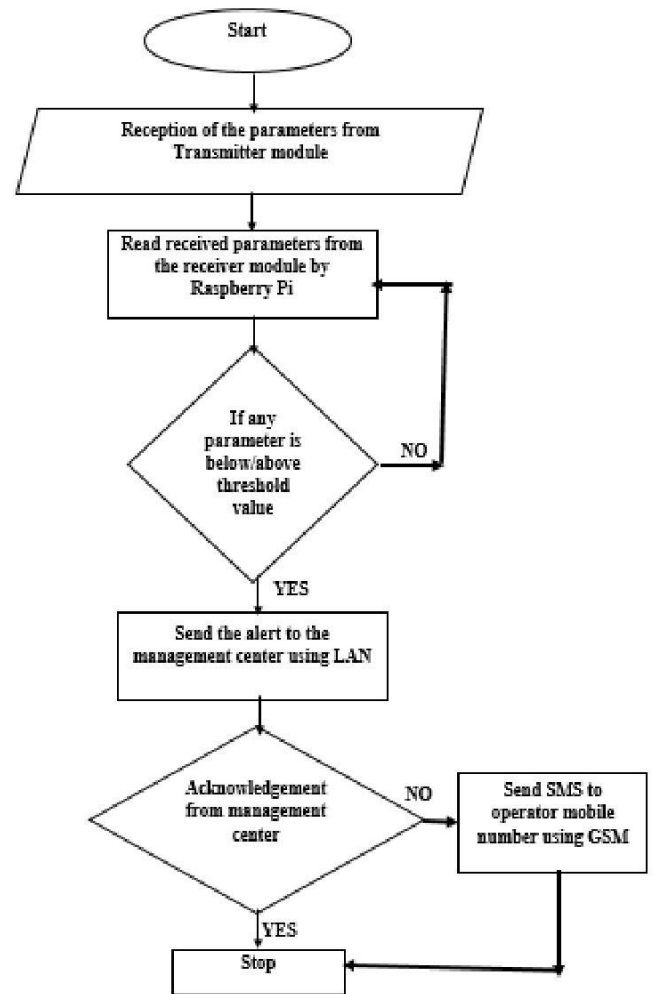 Start
Reception of the parameters from
Transmitter module
Read received parameters from
the receiver module by
Raspberry Pi
If any
parameter is
below/above
threshold
value
NO
YES
Send the alert to the
management center using LAN
Acknowledgement
from management
center
NO
Send SMS to
operator mobile
number using GSM
YES
Stop